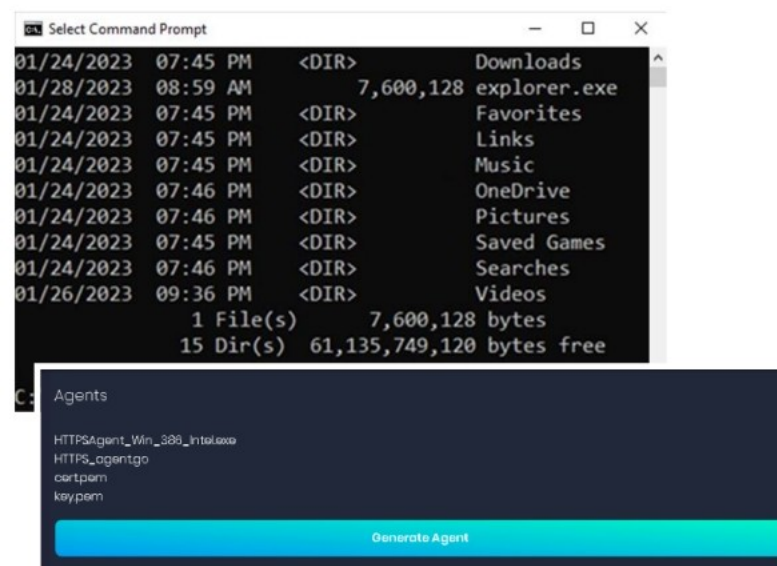 Select Command Prompt
01/24/2023 07:45 PM <DIR> Downloads
01/28/2023 08:59 AM 7,600,128 explorer.exe
01/24/2023 07:45 PM <DIR> Favorites
01/24/2023 07:45 PM <DIR> Links
01/24/2023 07:45 PM <DIR> Music
01/24/2023 07:46 PM <DIR> OneDrive
01/24/2023 07:46 PM <DIR> Pictures
01/24/2023 07:45 PM <DIR> Saved Games
01/24/2023 07:46 PM <DIR> Searches
01/26/2023 09:36 PM <DIR> Videos
1 File(s) 7,600,128 bytes
15 Dir(s) 61,135,749,120 bytes free
C:
Agents
HTTPSAgent_Win_386_Intel.exe
HTTPS_agent.go
cert.pem
key.pem
Generate Agent